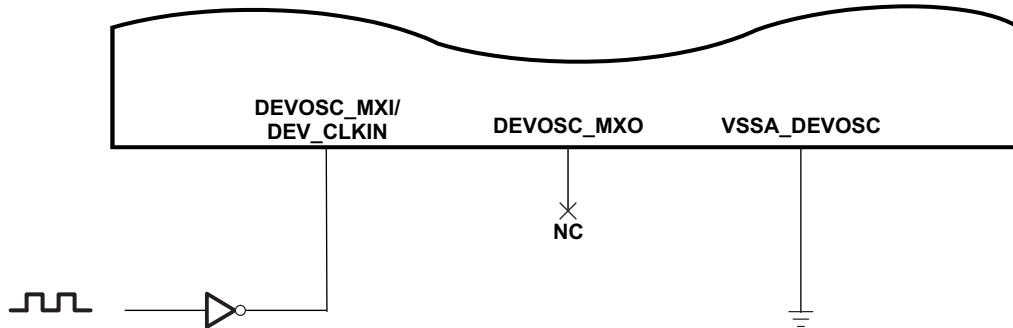 DEVOSC_MXI/
DEV_CLKIN
DEVOSC_MXO
VSSA_DEVOSC
NC